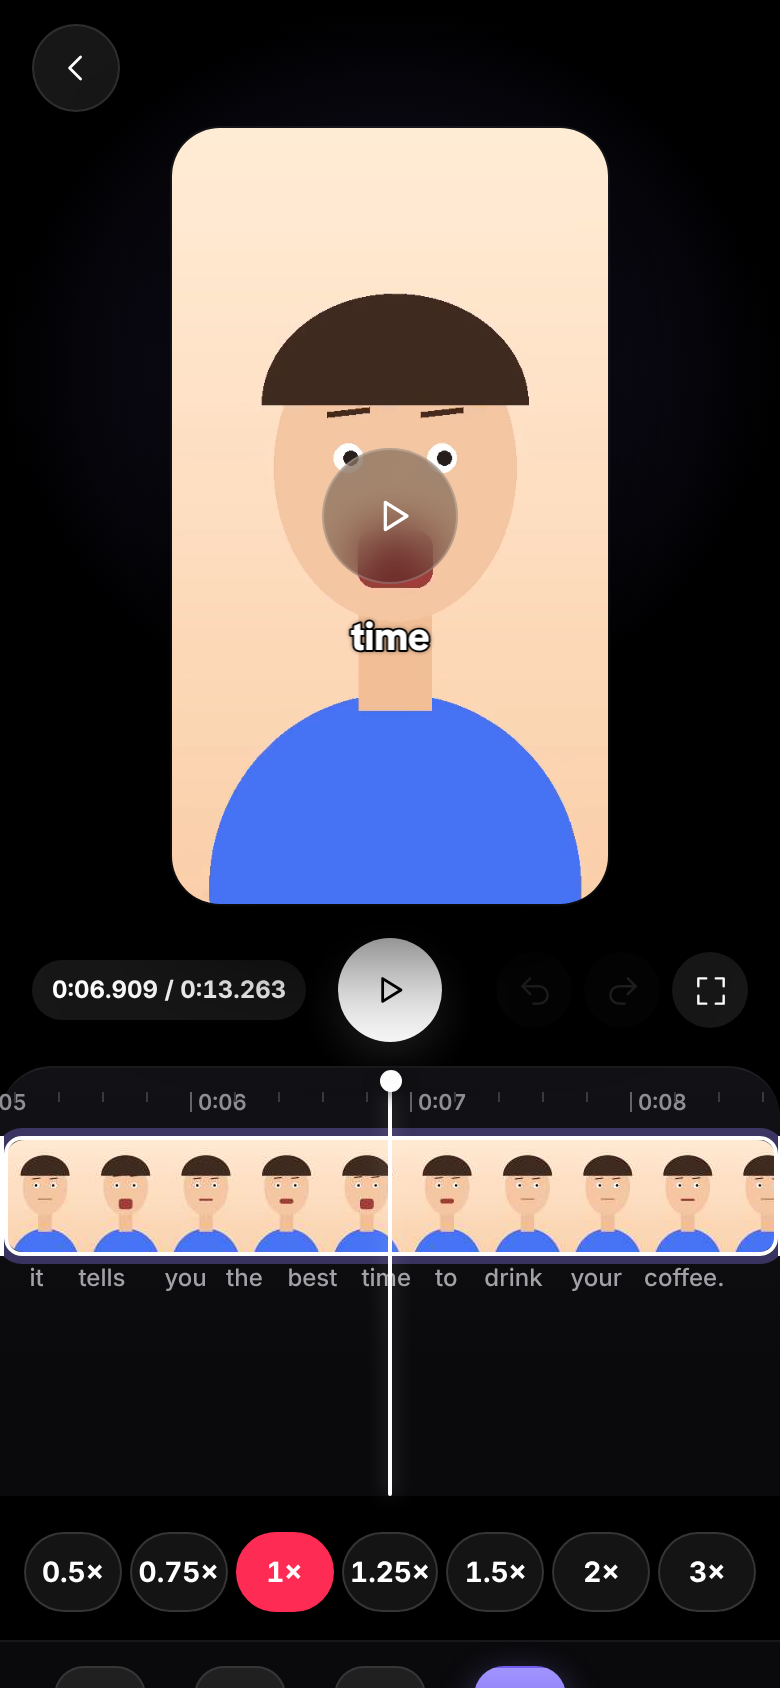 time
0:06.909 / 0:13.263
05 0:06 0:07 0:08
it tells you the best time to drink your coffee.
0.5× 0.75× 1× 1.25× 1.5× 2× 3×